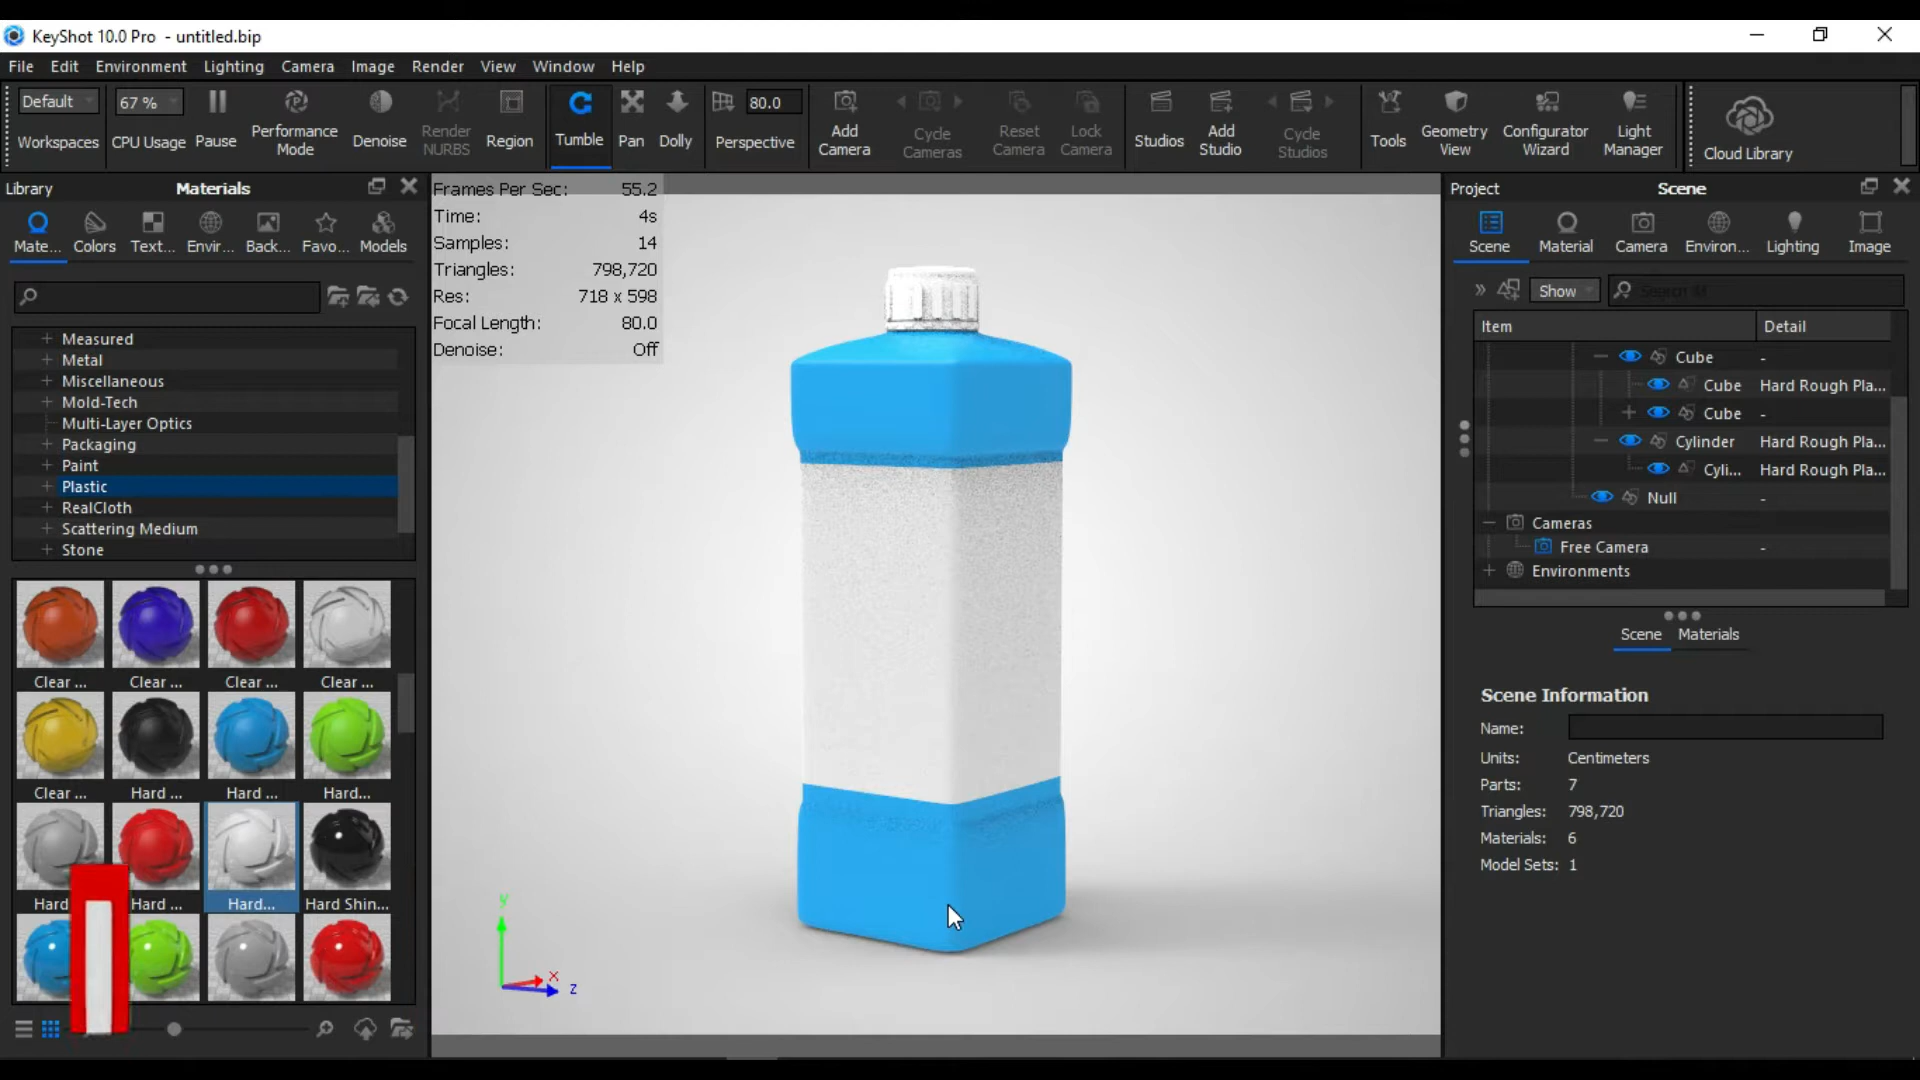 KeyShot 10.0 Pro - untitled.bip
File Edit Environment Lighting Camera Image Render View Window Help
Default 67 % 80.0
Workspaces CPU Usage Pause Performance Mode Denoise Render NURBS Region Tumble Pan Dolly Perspective Add Camera Cycle Cameras Reset Camera Lock Camera Studios Add Studio Cycle Studios Tools Geometry View Configurator Wizard Light Manager Cloud Library
Library Materials
Mate... Colors Text... Envir... Back... Favo... Models
Measured
Metal
Miscellaneous
Mold-Tech
Multi-Layer Optics
Packaging
Paint
Plastic
RealCloth
Scattering Medium
Stone
Clear ... Clear ... Clear ... Clear ...
Clear ... Hard ... Hard ... Hard...
Hard Hard ... Hard... Hard Shin...
Frames Per Sec: 55.2
Time: 4s
Samples: 14
Triangles: 798,720
Res: 718 x 598
Focal Length: 80.0
Denoise: Off
y
x
z
Project Scene
Scene Material Camera Environ... Lighting Image
Show
Item Detail
Cube -
Cube Hard Rough Pla...
Cube -
Cylinder Hard Rough Pla...
Cyli... Hard Rough Pla...
Null -
Cameras
Free Camera -
Environments
Scene Materials
Scene Information
Name:
Units: Centimeters
Parts: 7
Triangles: 798,720
Materials: 6
Model Sets: 1